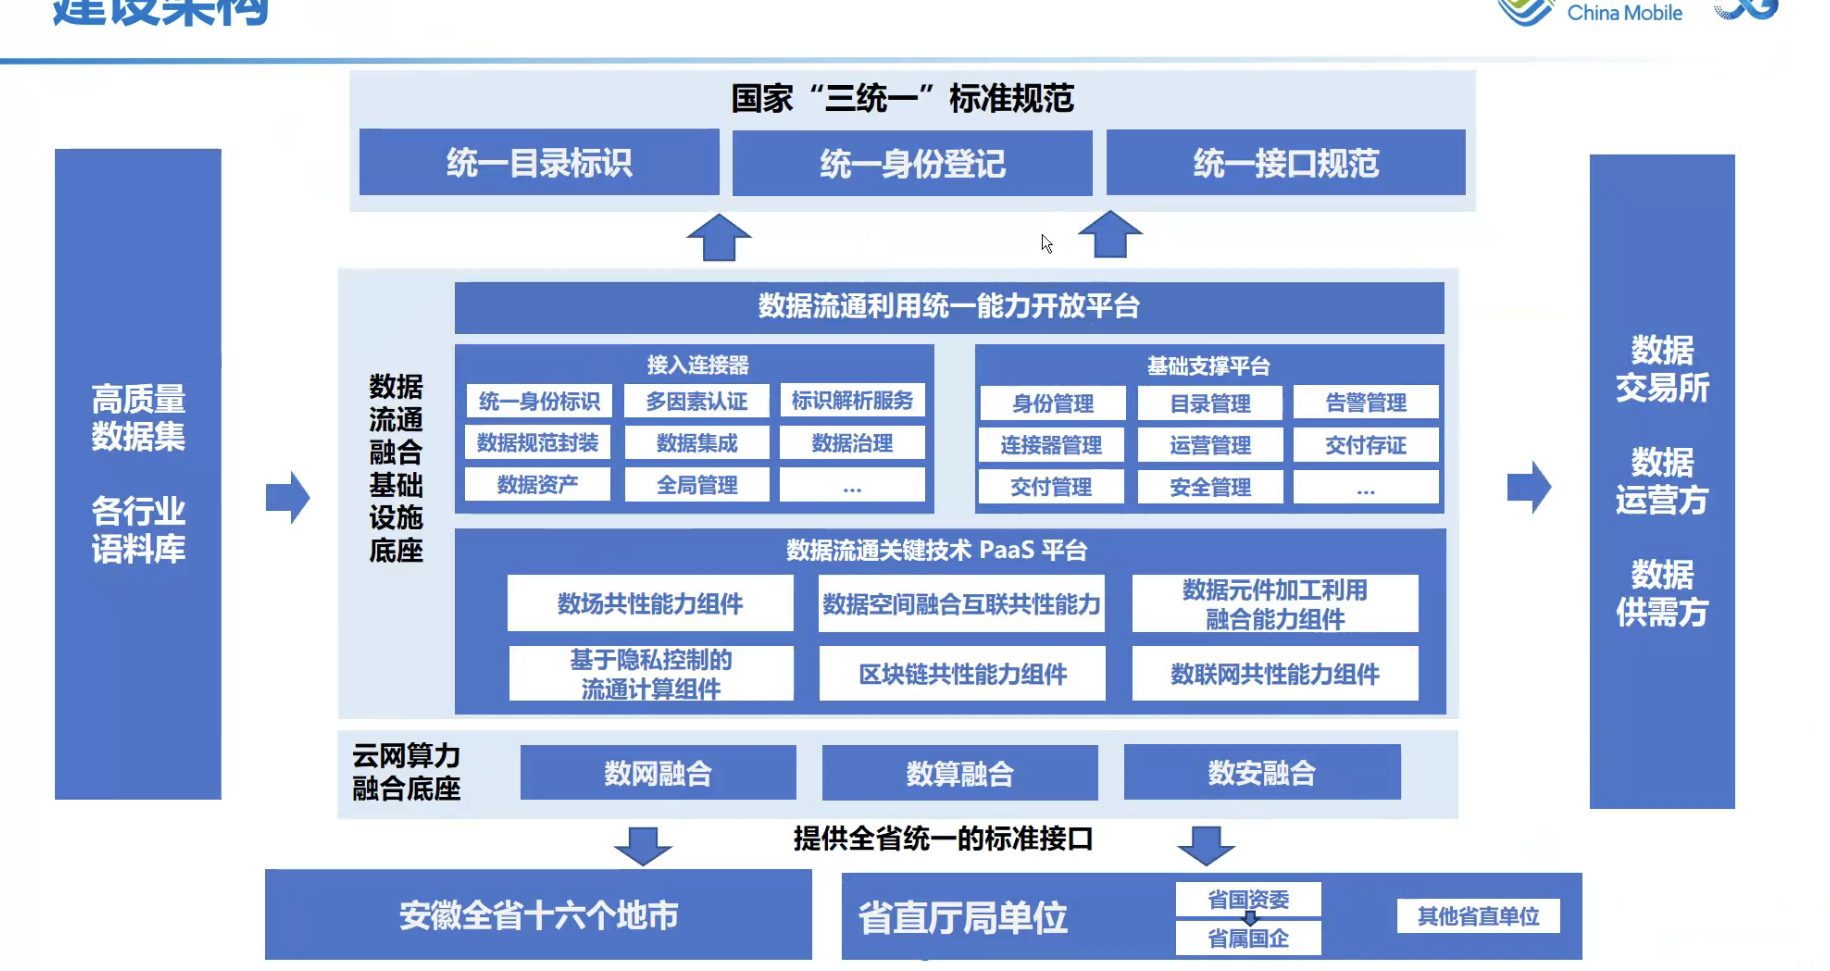 建设架构
China Mobile
5G
国家“三统一”标准规范
统一目录标识
统一身份登记
统一接口规范
高质量
数据集
各行业
语料库
数据
流通
融合
基础
设施
底座
数据流通利用统一能力开放平台
接入连接器
统一身份标识
多因素认证
标识解析服务
数据规范封装
数据集成
数据治理
数据资产
全局管理
...
基础支撑平台
身份管理
目录管理
告警管理
连接器管理
运营管理
交付存证
交付管理
安全管理
...
数据流通关键技术 PaaS 平台
数场共性能力组件
数据空间融合互联共性能力
数据元件加工利用
融合能力组件
基于隐私控制的
流通计算组件
区块链共性能力组件
数联网共性能力组件
云网算力
融合底座
数网融合
数算融合
数安融合
数据
交易所
数据
运营方
数据
供需方
提供全省统一的标准接口
安徽全省十六个地市
省直厅局单位
省国资委
省属国企
其他省直单位